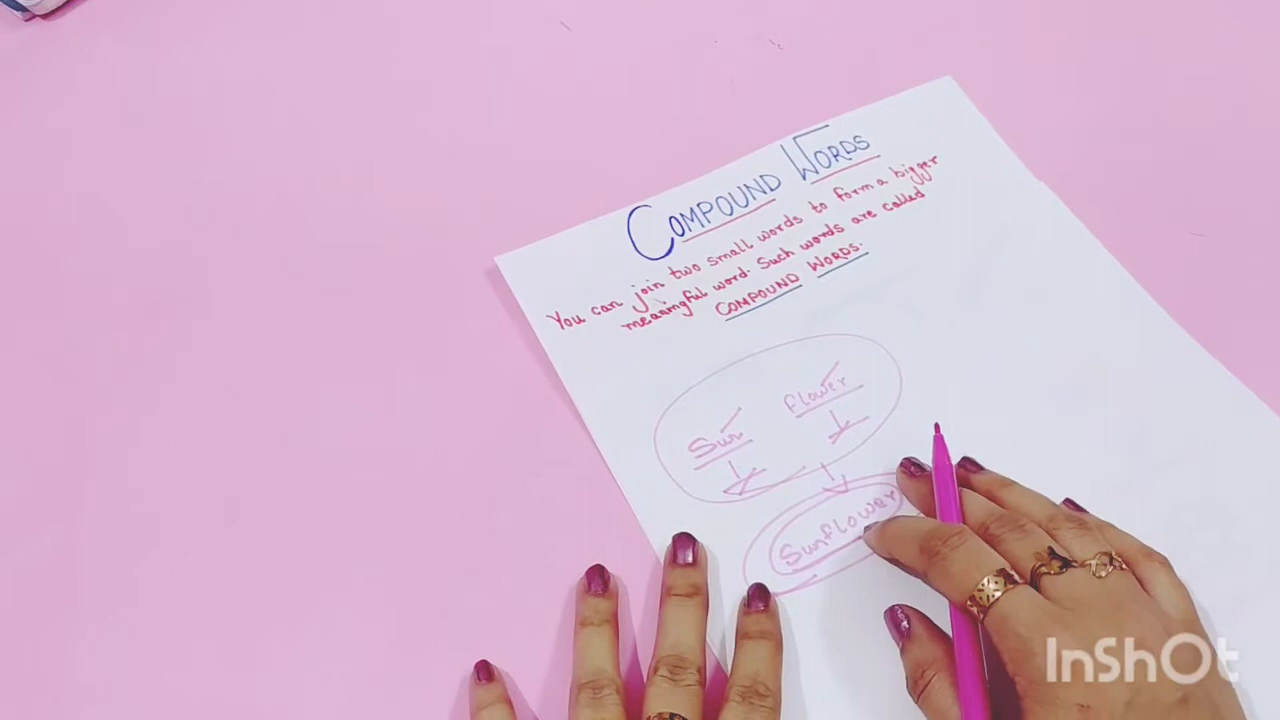 COMPOUND WORDS
You can join two small words to form a bigger
meaningful word. Such words are called
COMPOUND WORDS.
Sun flower
Sunflower
InShOt